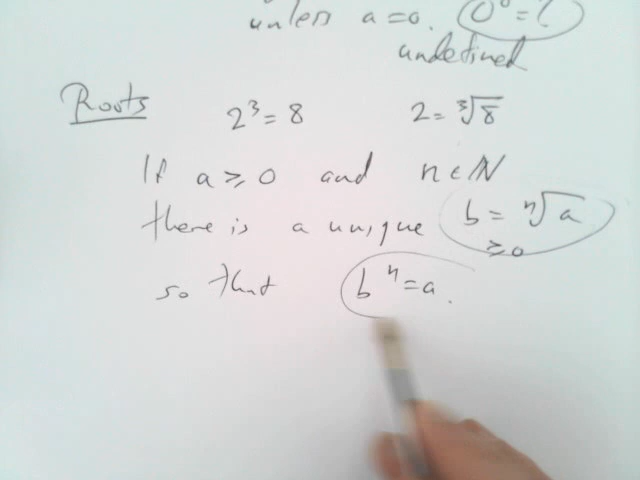 unless a=0. 0⁰=?
undefined
Roots 2³=8 2=∛8
If a ≥ 0 and n ∈ ℕ
there is a unique b = ⁿ√a
≥0
so that bⁿ=a.